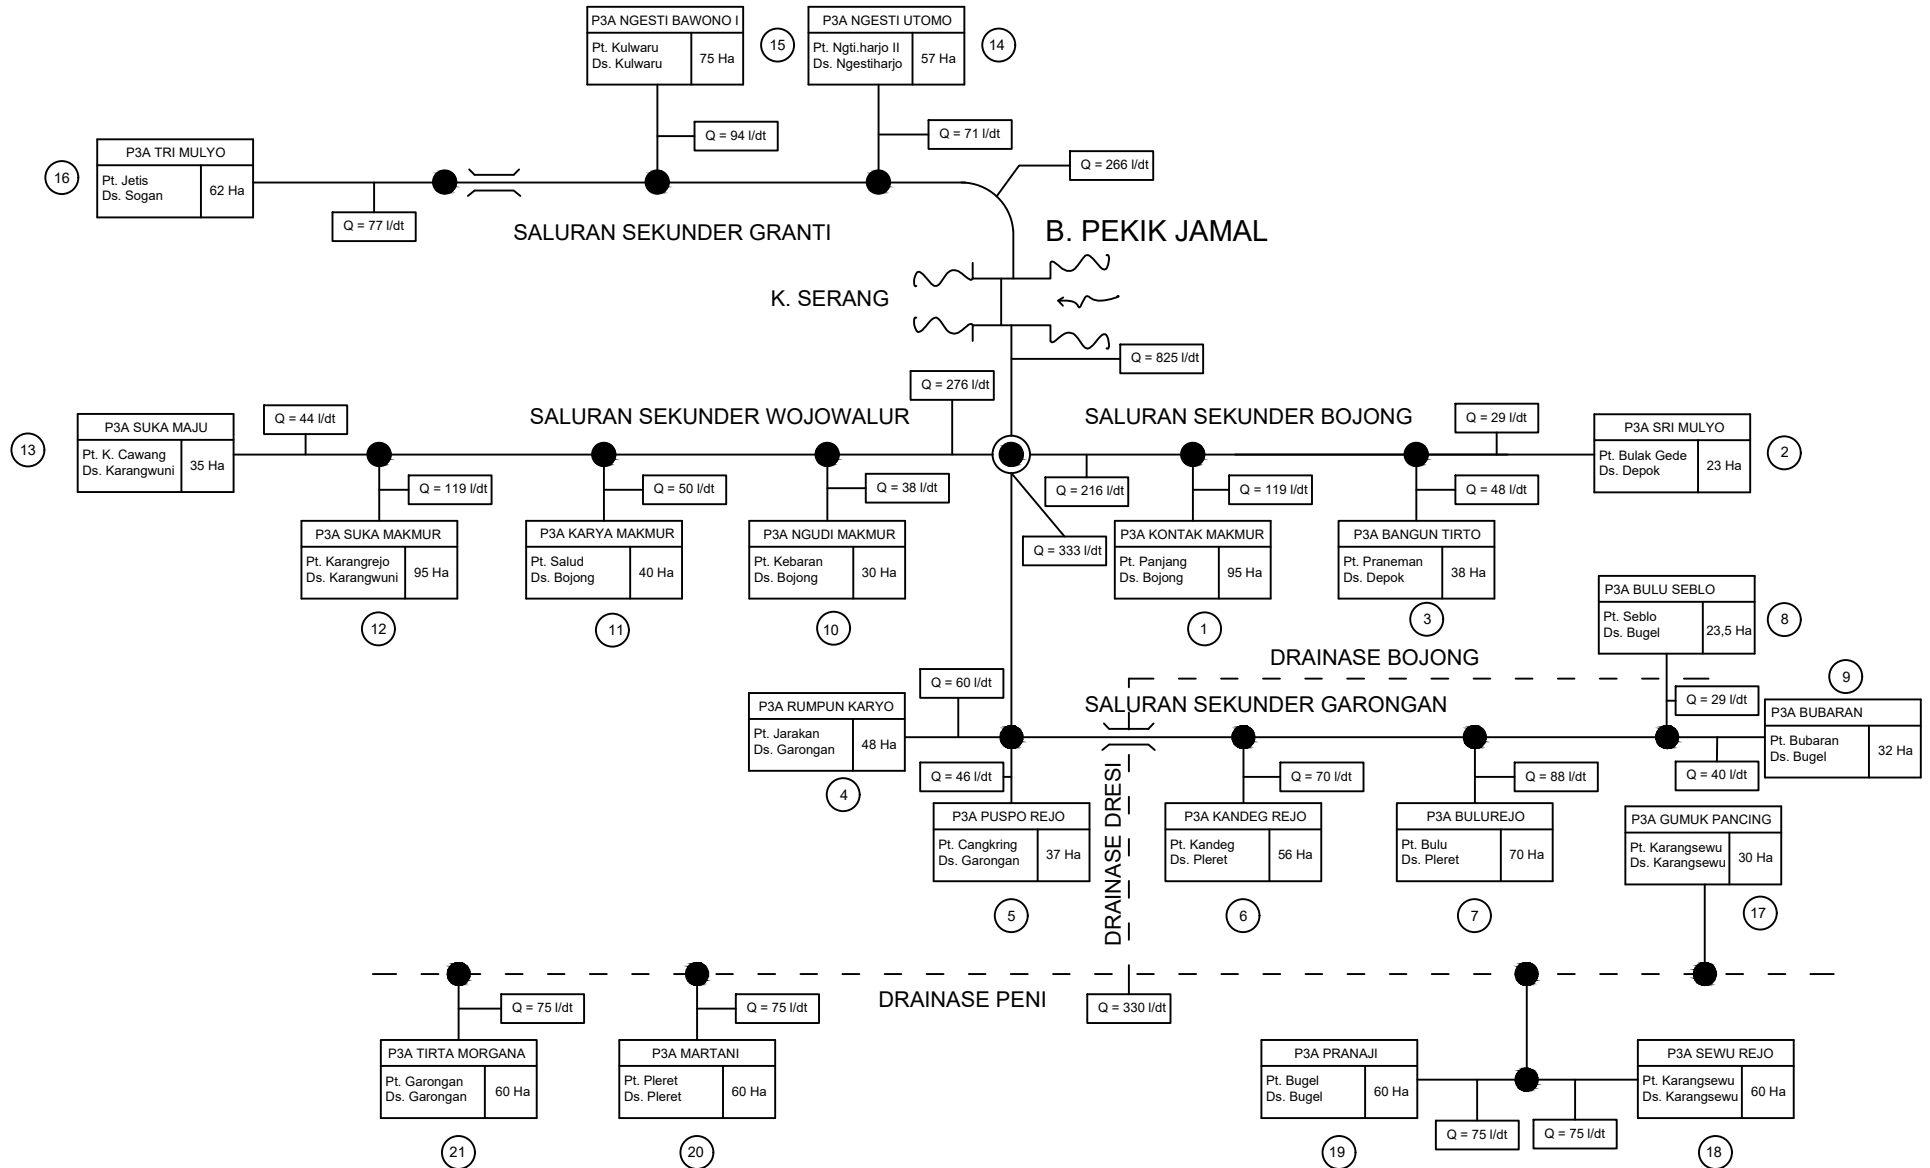 P3A NGESTI BAWONO I
Pt. Kulwaru
Ds. Kulwaru
75 Ha
15
P3A NGESTI UTOMO
Pt. Ngti.harjo II
Ds. Ngestiharjo
57 Ha
14
Q = 94 l/dt
Q = 71 l/dt
P3A TRI MULYO
Pt. Jetis
Ds. Sogan
62 Ha
16
Q = 77 l/dt
Q = 266 l/dt
SALURAN SEKUNDER GRANTI
B. PEKIK JAMAL
K. SERANG
Q = 825 l/dt
Q = 276 l/dt
P3A SUKA MAJU
Pt. K. Cawang
Ds. Karangwuni
35 Ha
13
Q = 44 l/dt
SALURAN SEKUNDER WOJOWALUR
SALURAN SEKUNDER BOJONG
Q = 29 l/dt
P3A SRI MULYO
Pt. Bulak Gede
Ds. Depok
23 Ha
2
Q = 119 l/dt
Q = 50 l/dt
Q = 38 l/dt
Q = 216 l/dt
Q = 119 l/dt
Q = 48 l/dt
Q = 333 l/dt
P3A SUKA MAKMUR
Pt. Karangrejo
Ds. Karangwuni
95 Ha
12
P3A KARYA MAKMUR
Pt. Salud
Ds. Bojong
40 Ha
11
P3A NGUDI MAKMUR
Pt. Kebaran
Ds. Bojong
30 Ha
10
P3A KONTAK MAKMUR
Pt. Panjang
Ds. Bojong
95 Ha
1
P3A BANGUN TIRTO
Pt. Praneman
Ds. Depok
38 Ha
3
P3A BULU SEBLO
Pt. Seblo
Ds. Bugel
23,5 Ha
8
DRAINASE BOJONG
SALURAN SEKUNDER GARONGAN
Q = 29 l/dt
9
P3A BUBARAN
Pt. Bubaran
Ds. Bugel
32 Ha
Q = 40 l/dt
Q = 60 l/dt
P3A RUMPUN KARYO
Pt. Jarakan
Ds. Garongan
48 Ha
4
Q = 46 l/dt
Q = 70 l/dt
Q = 88 l/dt
DRAINASE DRESI
P3A PUSPO REJO
Pt. Cangkring
Ds. Garongan
37 Ha
5
P3A KANDEG REJO
Pt. Kandeg
Ds. Pleret
56 Ha
6
P3A BULUREJO
Pt. Bulu
Ds. Pleret
70 Ha
7
P3A GUMUK PANCING
Pt. Karangsewu
Ds. Karangsewu
30 Ha
17
DRAINASE PENI
Q = 75 l/dt
Q = 75 l/dt
Q = 330 l/dt
P3A TIRTA MORGANA
Pt. Garongan
Ds. Garongan
60 Ha
21
P3A MARTANI
Pt. Pleret
Ds. Pleret
60 Ha
20
P3A PRANAJI
Pt. Bugel
Ds. Bugel
60 Ha
19
Q = 75 l/dt
Q = 75 l/dt
P3A SEWU REJO
Pt. Karangsewu
Ds. Karangsewu
60 Ha
18